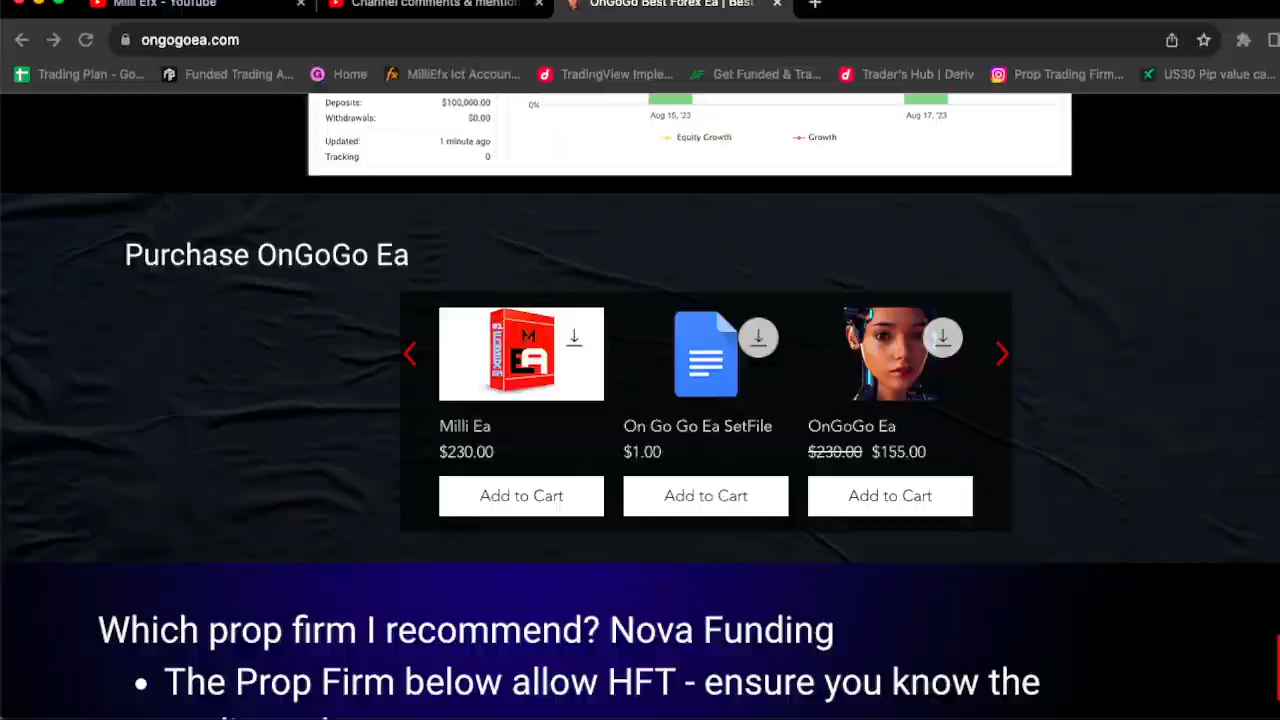 Milli Efx - YouTube
Channel comments & mention
OnGoGo Best Forex Ea | Best
ongogoea.com
Trading Plan - Go...
Funded Trading A...
Home
MilliEfx Ict Accoun...
TradingView Imple...
Get Funded & Tra...
Trader's Hub | Deriv
Prop Trading Firm...
US30 Pip value ca...
Deposits: $100,000.00
Withdrawals: $0.00
Updated: 1 minute ago
Tracking 0
0%
Aug 15, '23
Aug 17, '23
Equity Growth
Growth
Purchase OnGoGo Ea
M
EA
Milli Ea
$230.00
Add to Cart
On Go Go Ea SetFile
$1.00
Add to Cart
OnGoGo Ea
$230.00 $155.00
Add to Cart
Which prop firm I recommend? Nova Funding
• The Prop Firm below allow HFT - ensure you know the